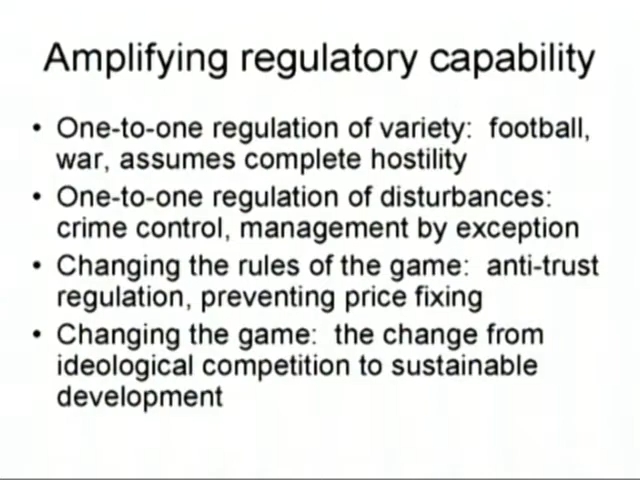 Amplifying regulatory capability
• One-to-one regulation of variety: football,
war, assumes complete hostility
• One-to-one regulation of disturbances:
crime control, management by exception
• Changing the rules of the game: anti-trust
regulation, preventing price fixing
• Changing the game: the change from
ideological competition to sustainable
development